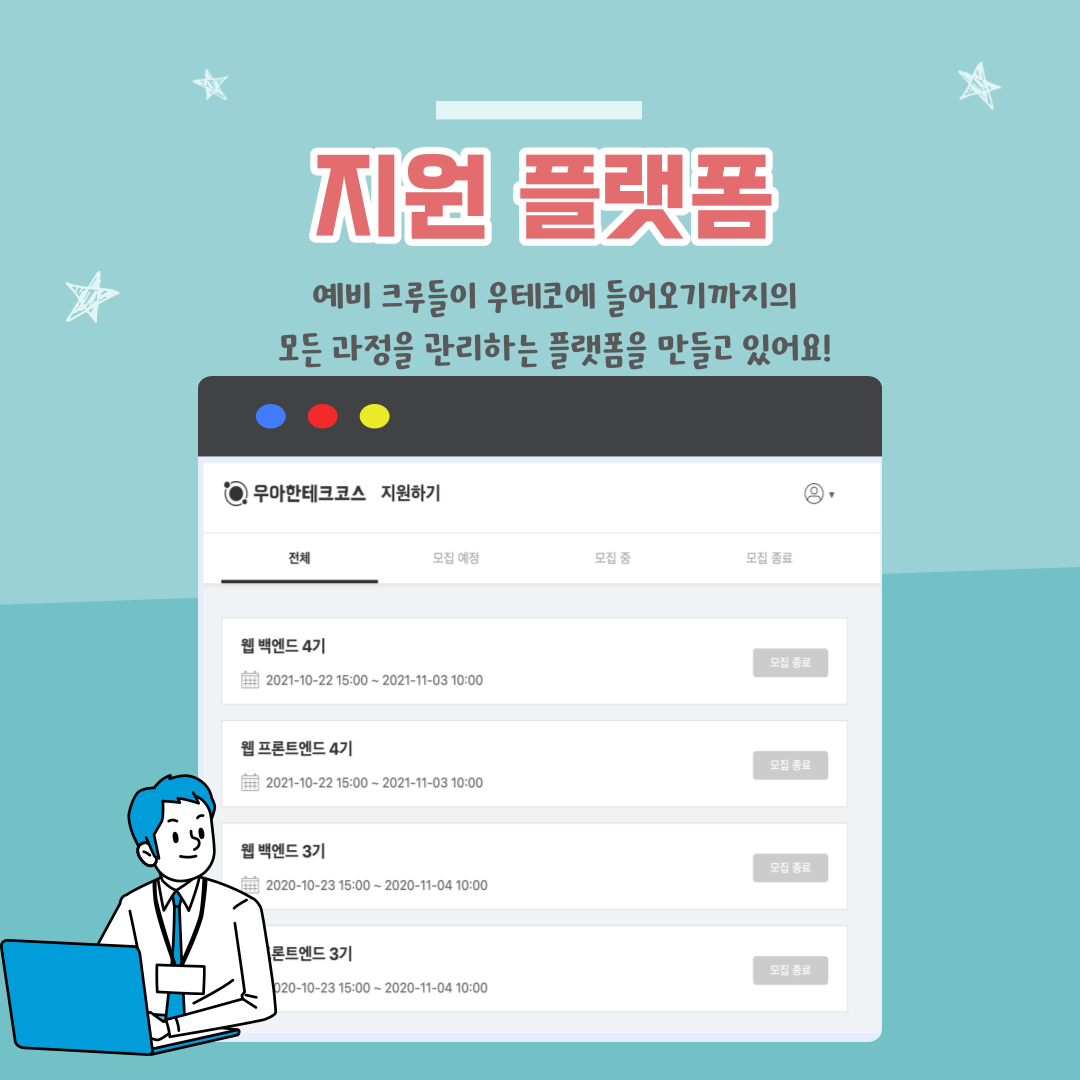 지원 플랫폼
예비 크루들이 우테코에 들어오기까지의
모든 과정을 관리하는 플랫폼을 만들고 있어요!
우아한테크코스 지원하기
전체 모집 예정 모집 중 모집 종료
웹 백엔드 4기
모집 종료
2021-10-22 15:00 ~ 2021-11-03 10:00
웹 프론트엔드 4기
모집 종료
2021-10-22 15:00 ~ 2021-11-03 10:00
웹 백엔드 3기
모집 종료
2020-10-23 15:00 ~ 2020-11-04 10:00
론트엔드 3기
모집 종료
020-10-23 15:00 ~ 2020-11-04 10:00